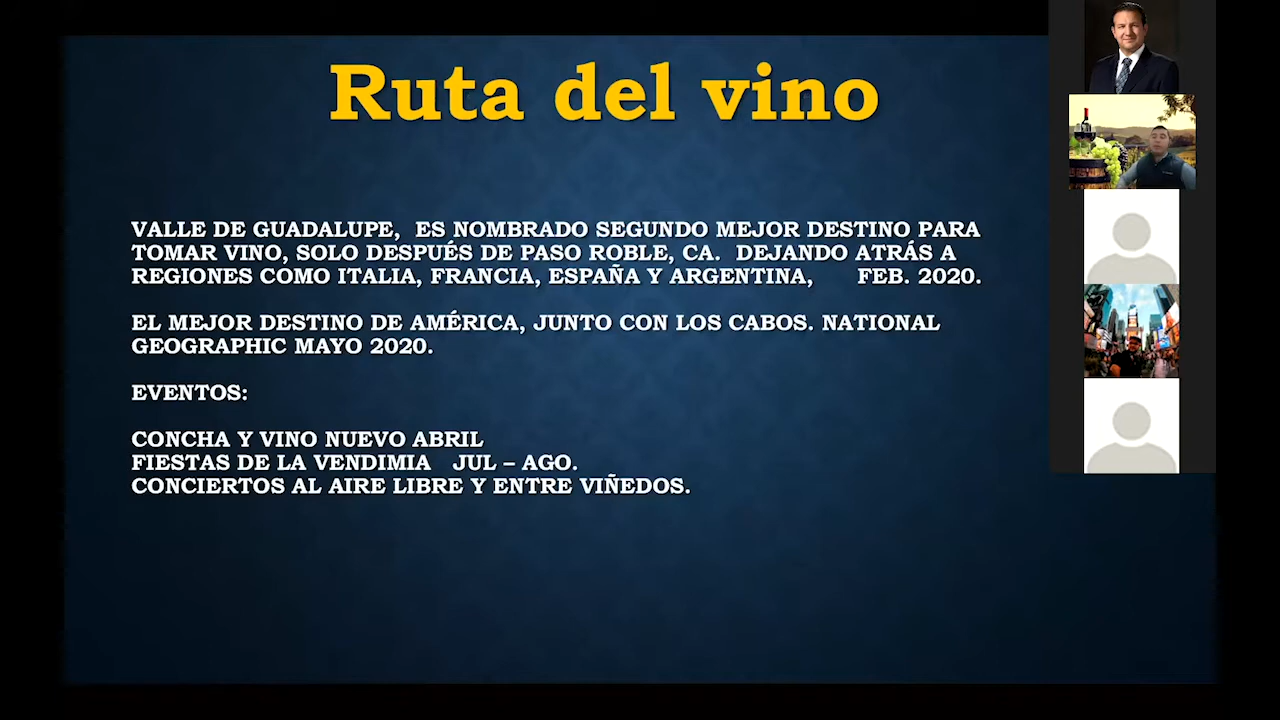 Ruta del vino
VALLE DE GUADALUPE, ES NOMBRADO SEGUNDO MEJOR DESTINO PARA
TOMAR VINO, SOLO DESPUÉS DE PASO ROBLE, CA. DEJANDO ATRÁS A
REGIONES COMO ITALIA, FRANCIA, ESPAÑA Y ARGENTINA, FEB. 2020.
EL MEJOR DESTINO DE AMÉRICA, JUNTO CON LOS CABOS. NATIONAL
GEOGRAPHIC MAYO 2020.
EVENTOS:
CONCHA Y VINO NUEVO ABRIL
FIESTAS DE LA VENDIMIA JUL – AGO.
CONCIERTOS AL AIRE LIBRE Y ENTRE VIÑEDOS.